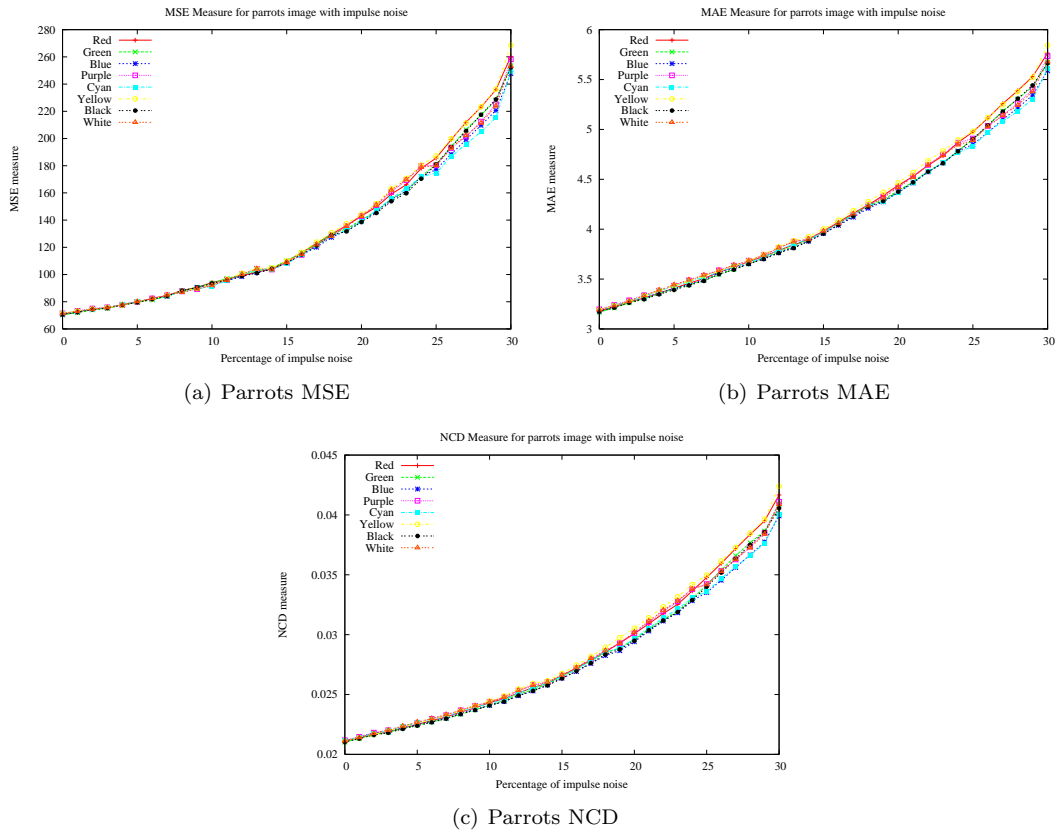 MSE Measure for parrots image with impulse noise
MSE measure
280
260
240
220
200
180
160
140
120
100
80
60
Red
Green
Blue
Purple
Cyan
Yellow
Black
White
0 5 10 15 20 25 30
Percentage of impulse noise
(a) Parrots MSE
MAE Measure for parrots image with impulse noise
MAE measure
6
5.5
5
4.5
4
3.5
3
Red
Green
Blue
Purple
Cyan
Yellow
Black
White
0 5 10 15 20 25 30
Percentage of impulse noise
(b) Parrots MAE
NCD Measure for parrots image with impulse noise
NCD measure
0.045
0.04
0.035
0.03
0.025
0.02
Red
Green
Blue
Purple
Cyan
Yellow
Black
White
0 5 10 15 20 25 30
Percentage of impulse noise
(c) Parrots NCD